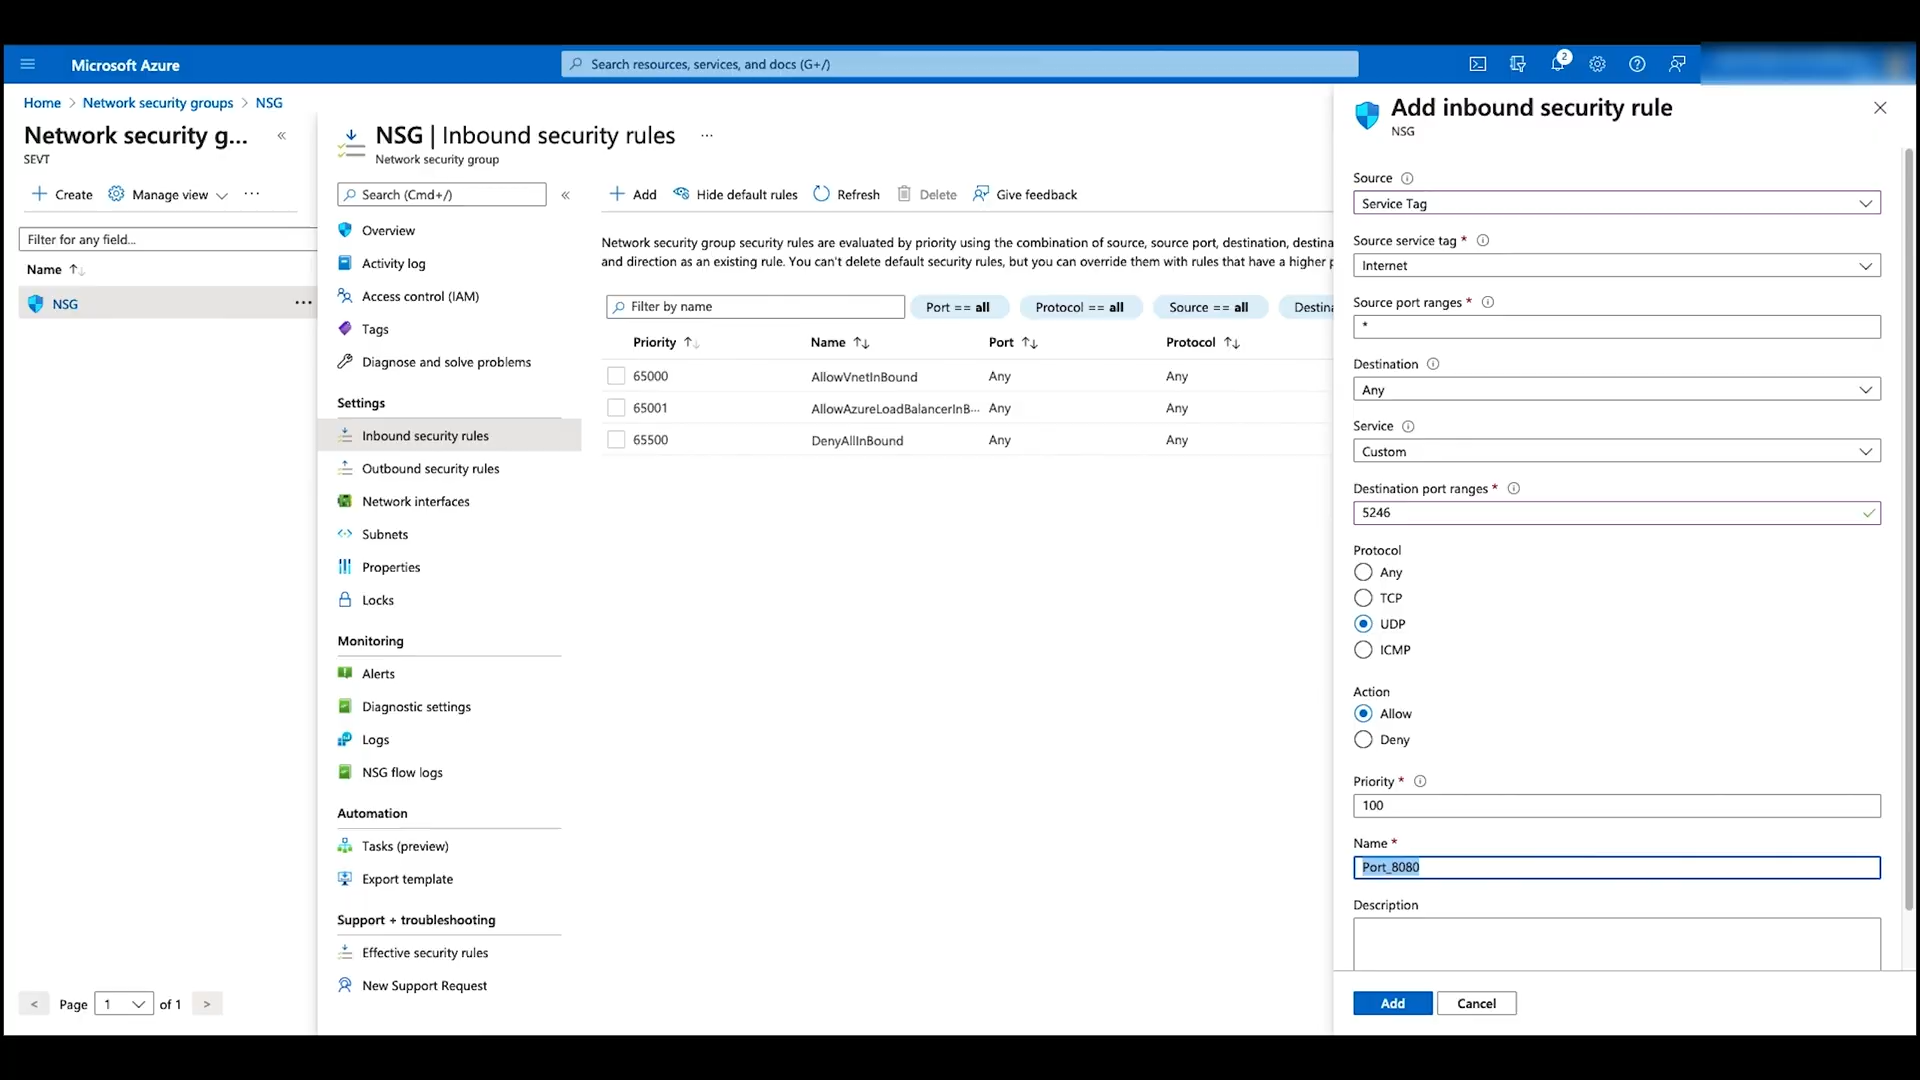 Microsoft Azure
Search resources, services, and docs (G+/)
2
Home > Network security groups > NSG
Network security g...
SEVT
Create
Manage view
...
Filter for any field...
Name
NSG
...
Page 1 of 1
NSG | Inbound security rules
...
Network security group
Search (Cmd+/)
Overview
Activity log
Access control (IAM)
Tags
Diagnose and solve problems
Settings
Inbound security rules
Outbound security rules
Network interfaces
Subnets
Properties
Locks
Monitoring
Alerts
Diagnostic settings
Logs
NSG flow logs
Automation
Tasks (preview)
Export template
Support + troubleshooting
Effective security rules
New Support Request
Add
Hide default rules
Refresh
Delete
Give feedback
Network security group security rules are evaluated by priority using the combination of source, source port, destination, destina
and direction as an existing rule. You can't delete default security rules, but you can override them with rules that have a higher p
Filter by name
Port == all
Protocol == all
Source == all
Destina
Priority Name Port Protocol
65000 AllowVnetInBound Any Any
65001 AllowAzureLoadBalancerInB... Any Any
65500 DenyAllInBound Any Any
Add inbound security rule
NSG
Source
Service Tag
Source service tag *
Internet
Source port ranges *
*
Destination
Any
Service
Custom
Destination port ranges *
5246
Protocol
Any
TCP
UDP
ICMP
Action
Allow
Deny
Priority *
100
Name *
Port_8080
Description
Add
Cancel